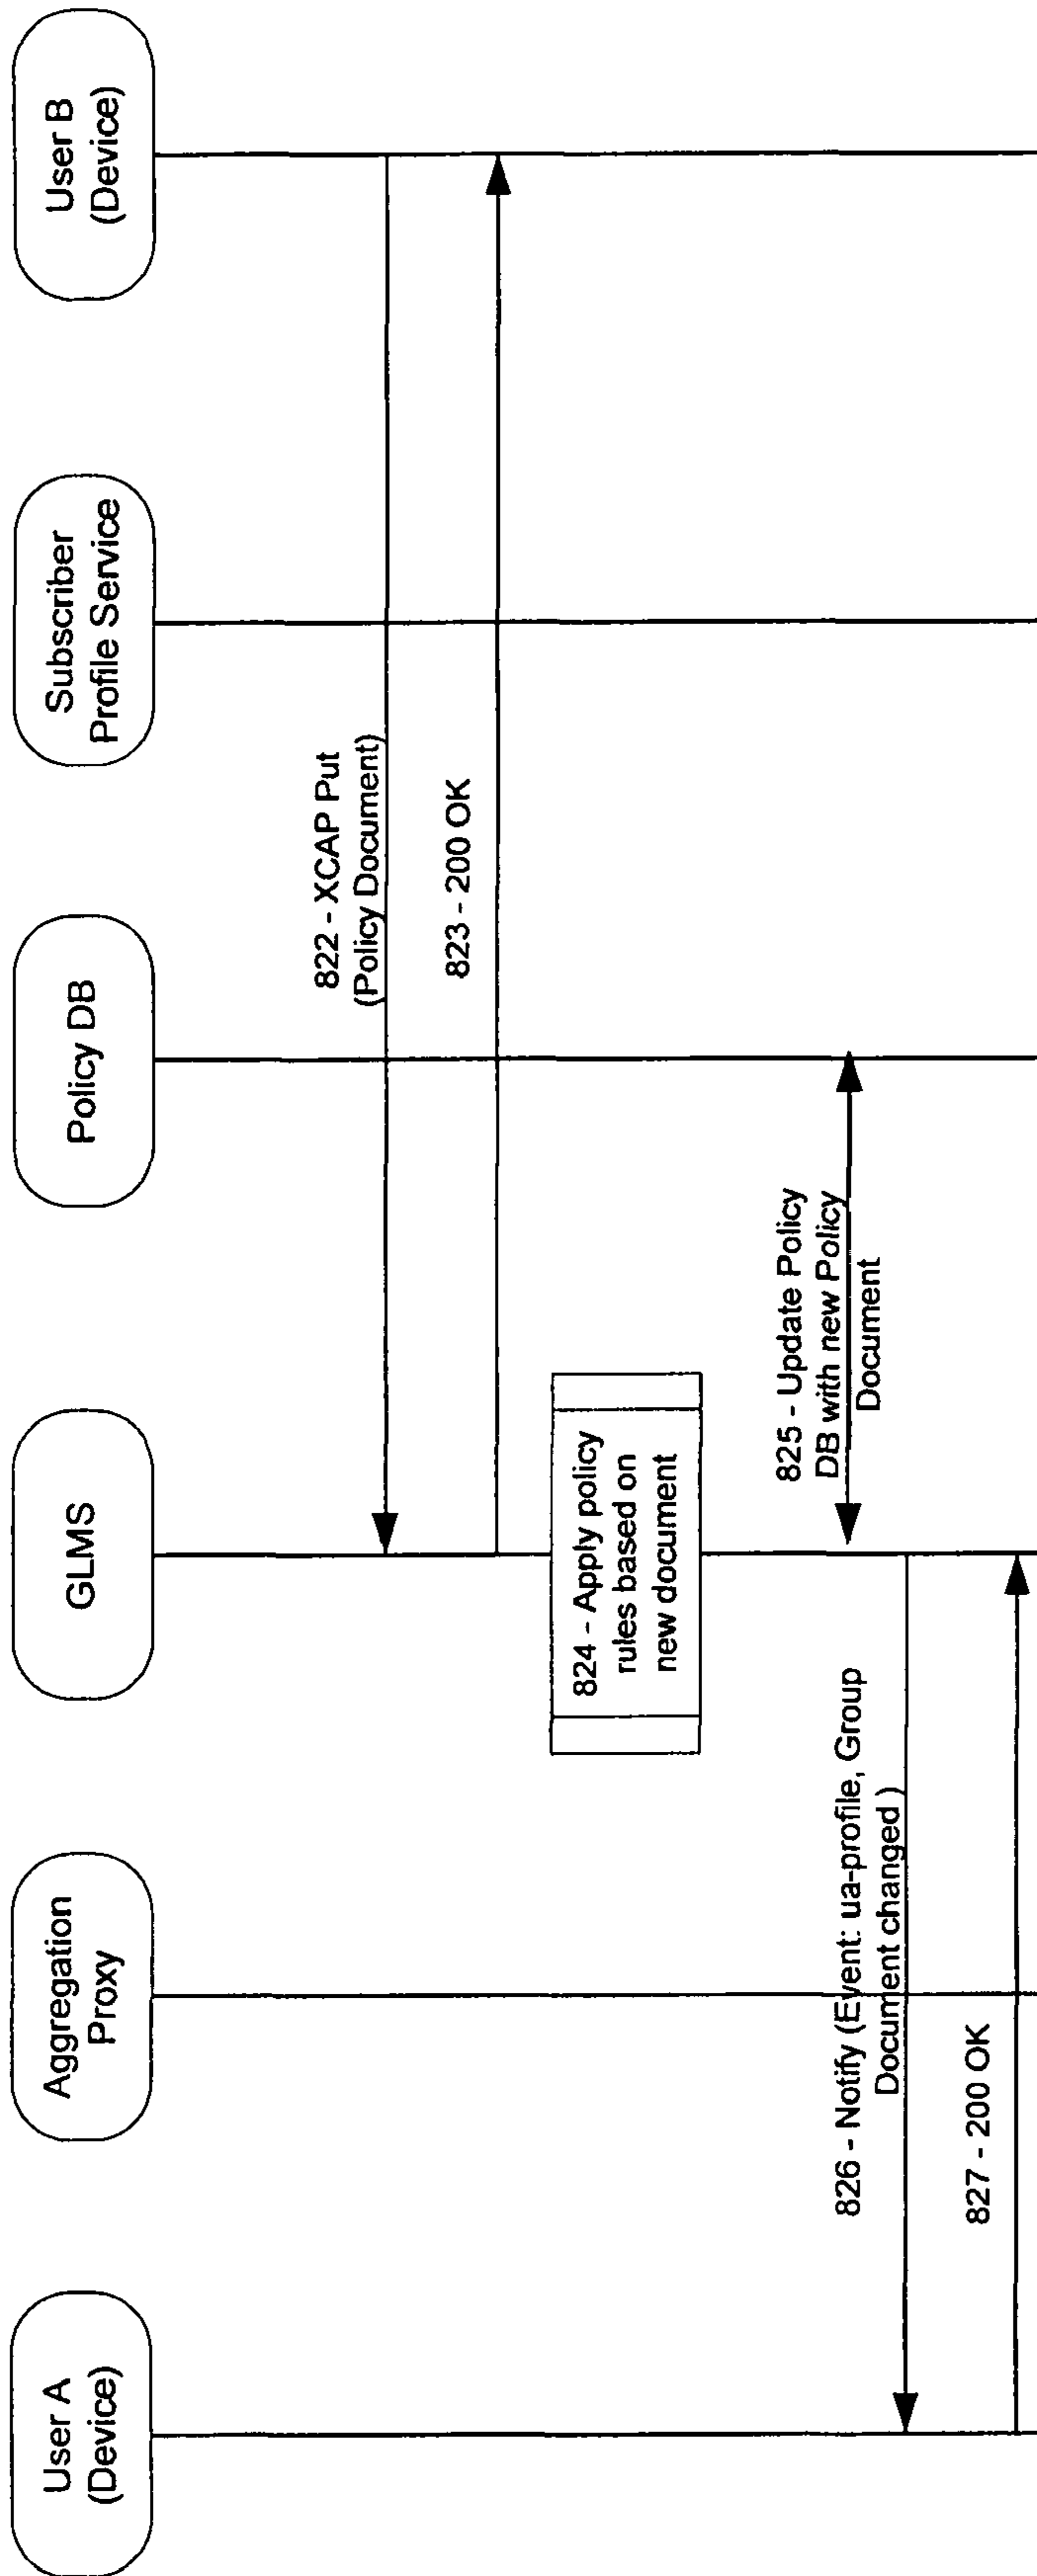 User A
(Device)
Aggregation
Proxy
GLMS
Policy DB
Subscriber
Profile Service
User B
(Device)
822 - XCAP Put
(Policy Document)
823 - 200 OK
824 - Apply policy
rules based on
new document
825 - Update Policy
DB with new Policy
Document
826 - Notify (Event: ua-profile, Group
Document changed )
827 - 200 OK